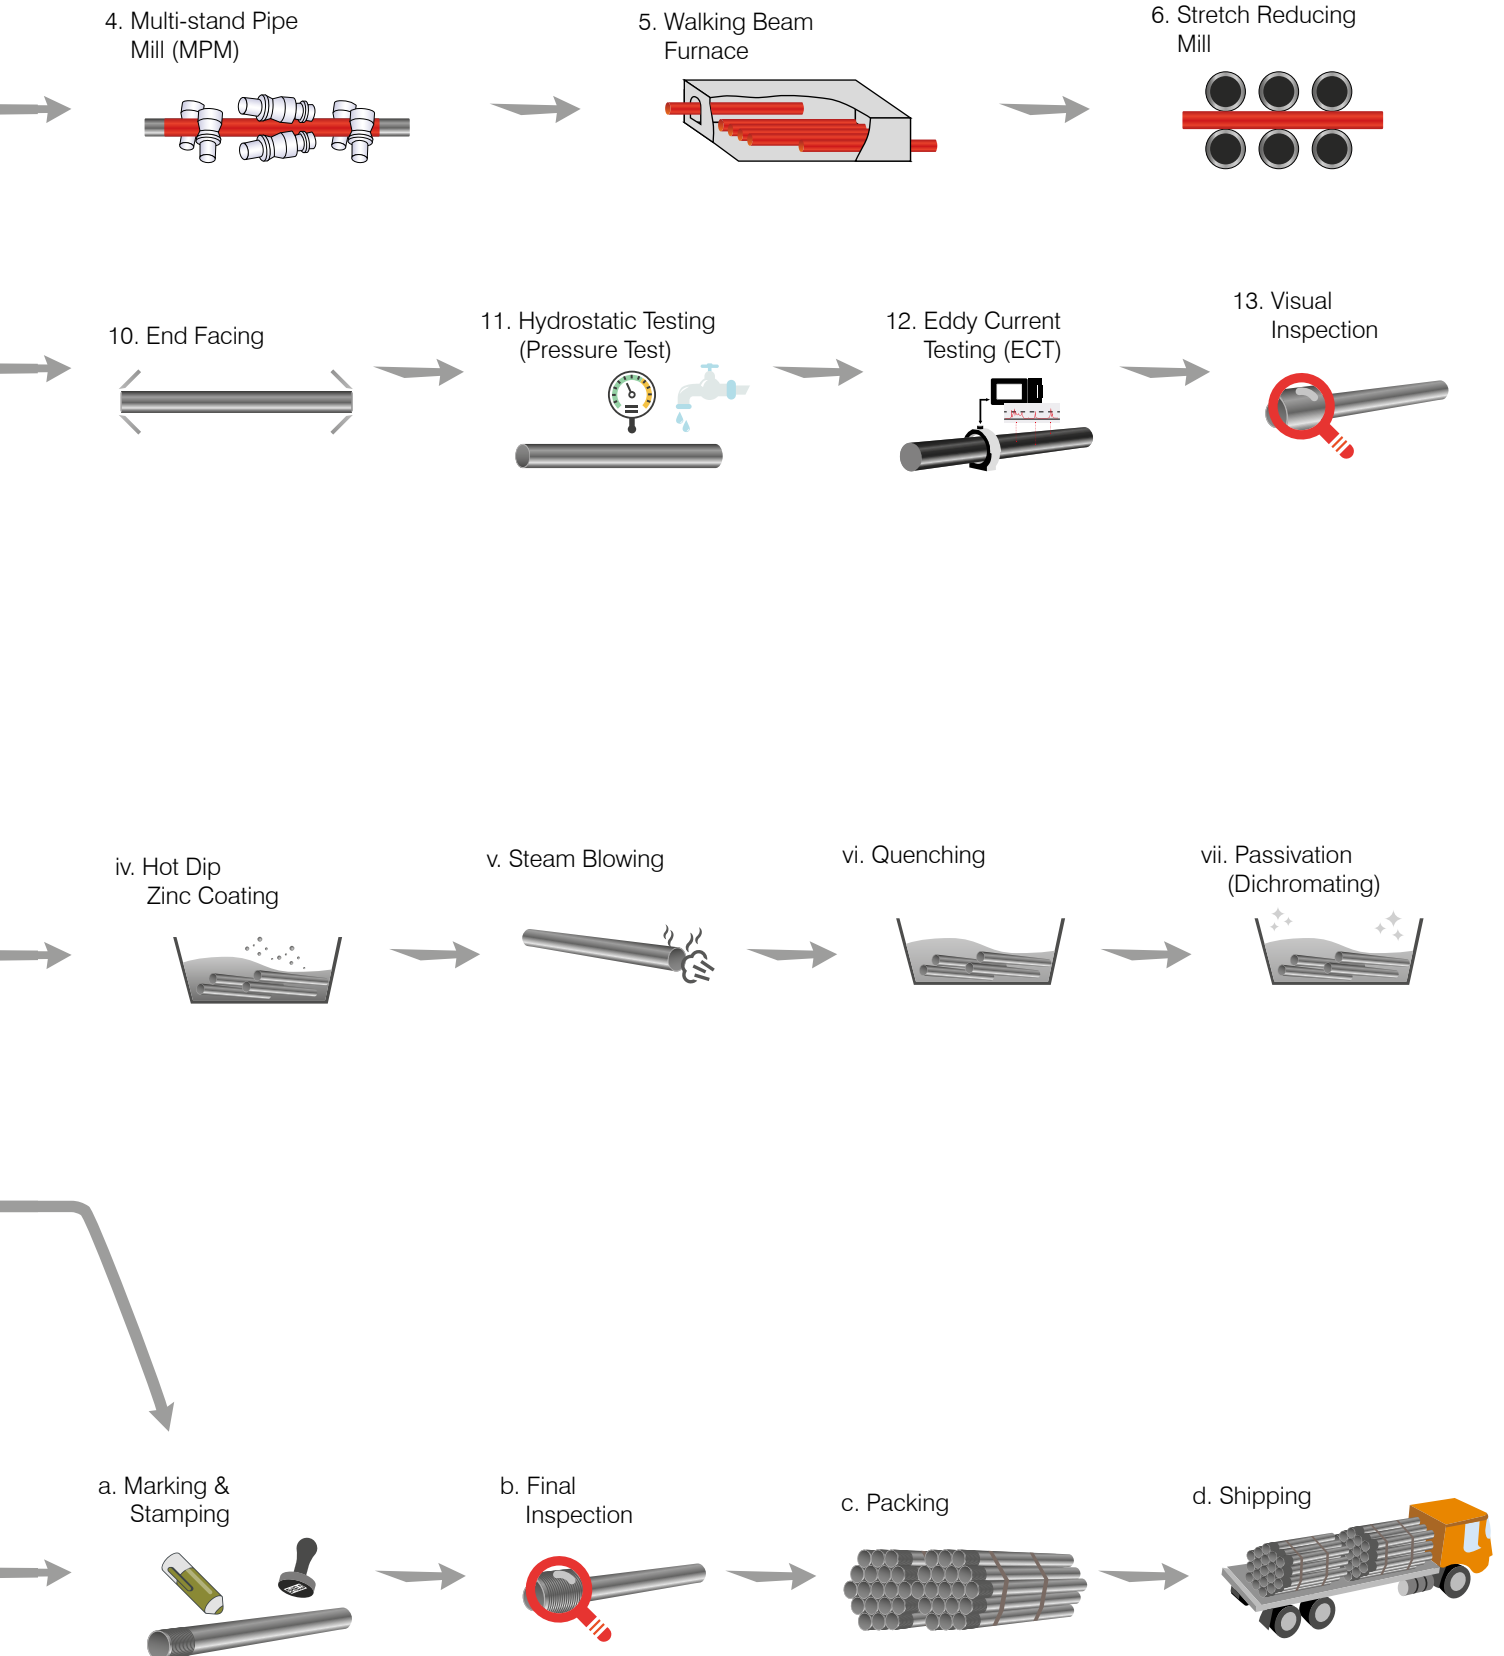 4. Multi-stand Pipe
Mill (MPM)
5. Walking Beam
Furnace
6. Stretch Reducing
Mill
10. End Facing
11. Hydrostatic Testing
(Pressure Test)
12. Eddy Current
Testing (ECT)
13. Visual
Inspection
iv. Hot Dip
Zinc Coating
v. Steam Blowing
vi. Quenching
vii. Passivation
(Dichromating)
a. Marking &
Stamping
b. Final
Inspection
c. Packing
d. Shipping